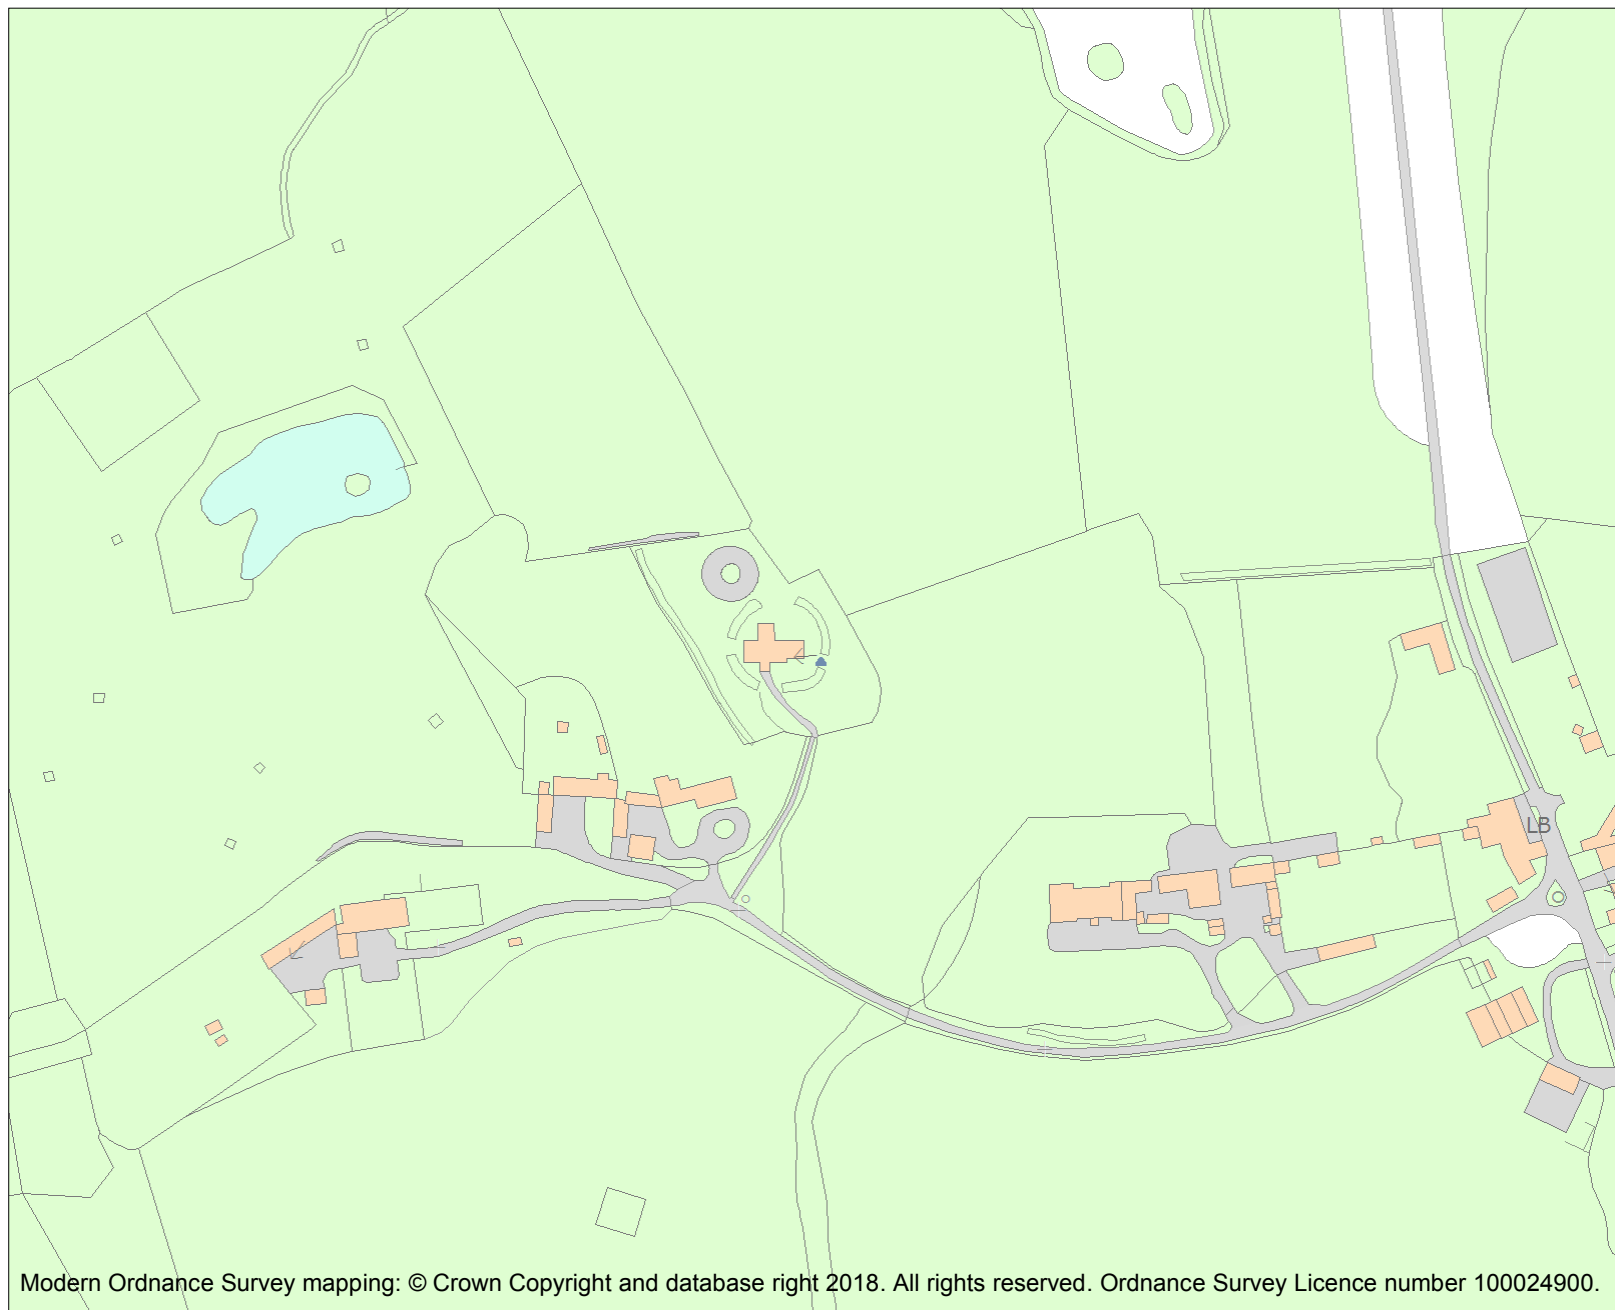 LB
Modern Ordnance Survey mapping: © Crown Copyright and database right 2018. All rights reserved. Ordnance Survey Licence number 100024900.